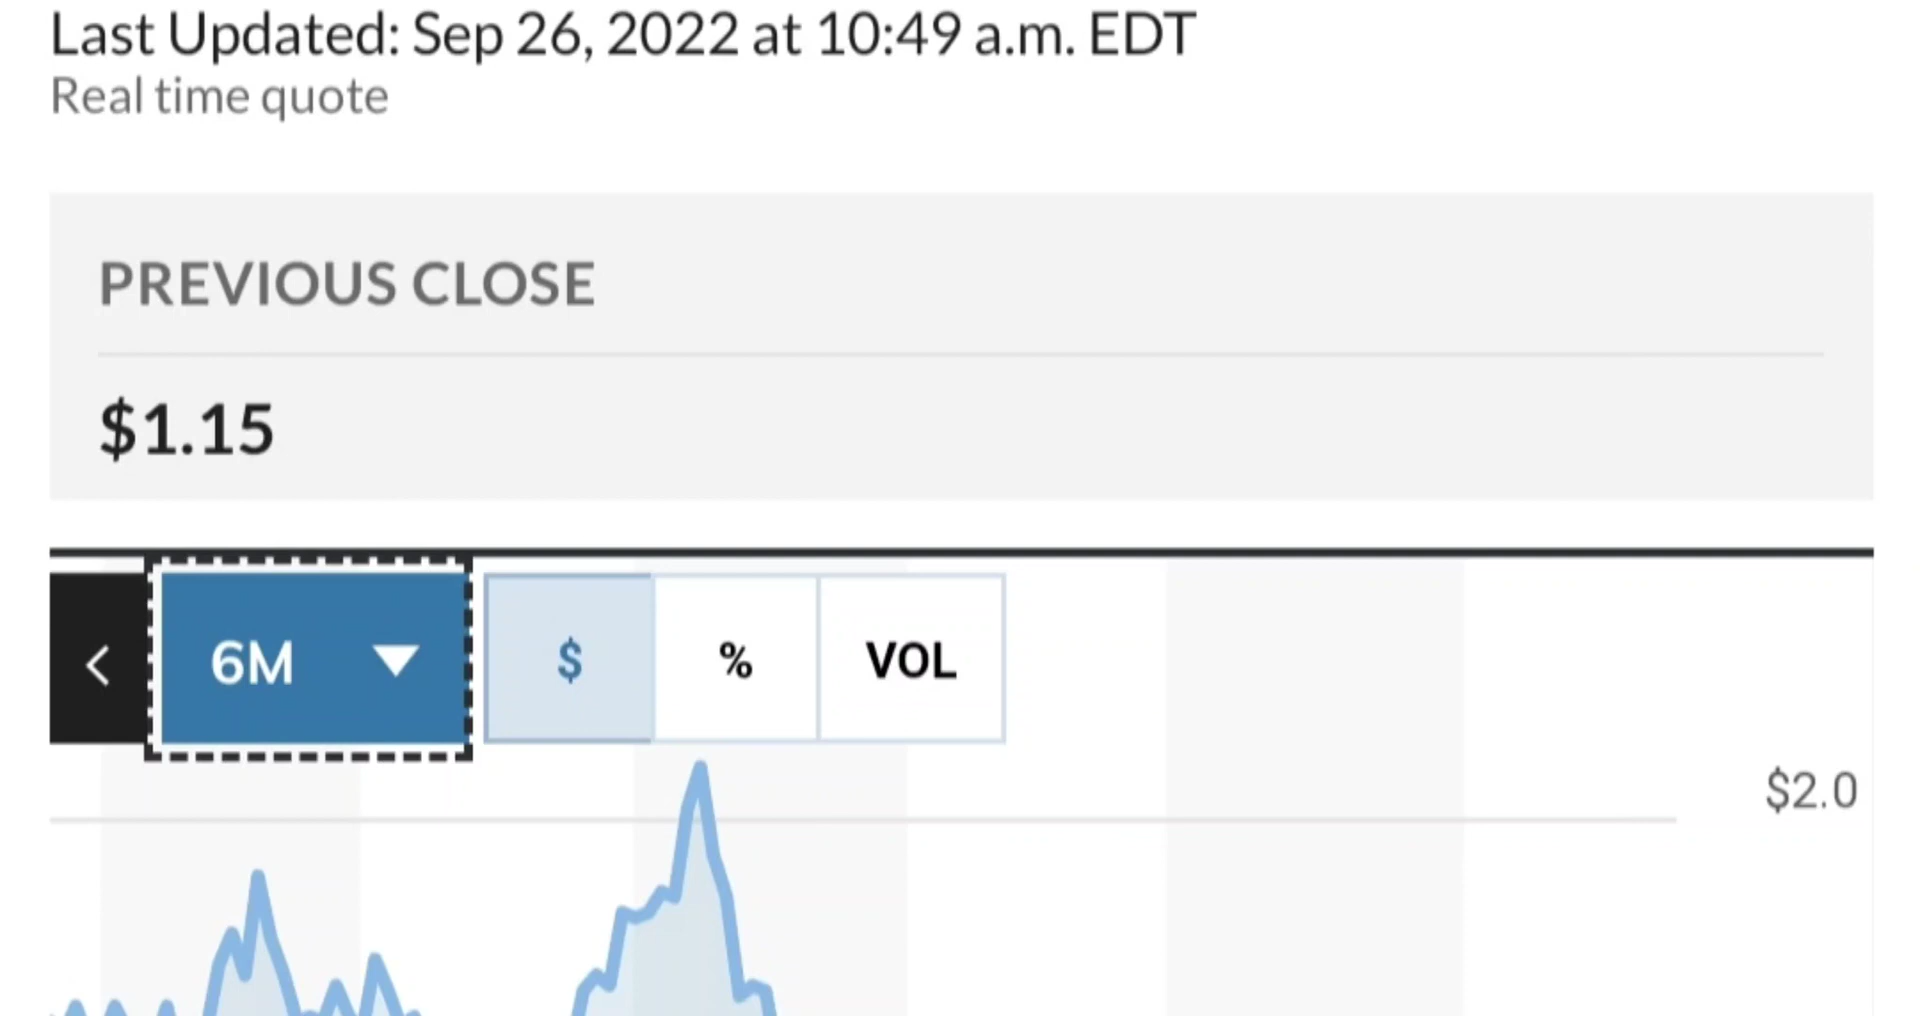 Last Updated: Sep 26, 2022 at 10:49 a.m. EDT
Real time quote
PREVIOUS CLOSE
$1.15
6M $ % VOL
$2.0